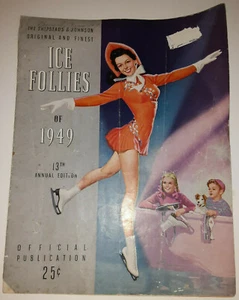 THE SHIPSTADS & JOHNSON
ORIGINAL AND FINEST
ICE
FOLLIES
OF
1949
13TH
ANNUAL EDITION
OFFICIAL
PUBLICATION
25¢